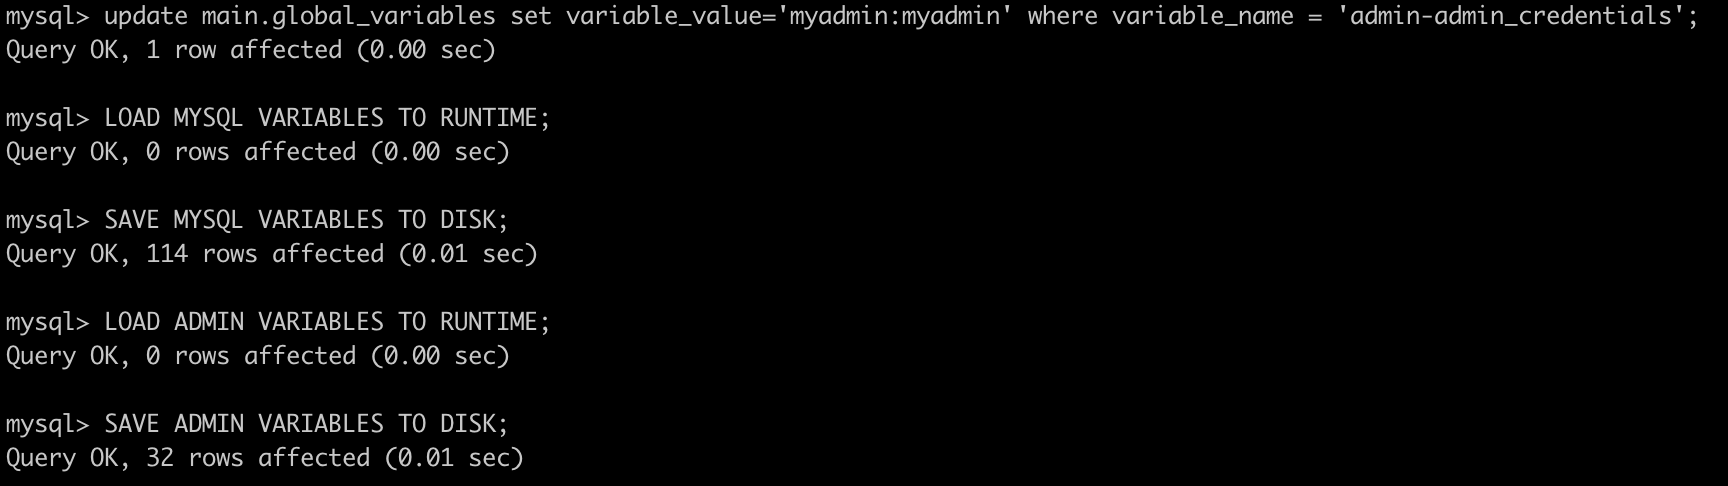 mysql> update main.global_variables set variable_value='myadmin:myadmin' where variable_name = 'admin-admin_credentials';
Query OK, 1 row affected (0.00 sec)
mysql> LOAD MYSQL VARIABLES TO RUNTIME;
Query OK, 0 rows affected (0.00 sec)
mysql> SAVE MYSQL VARIABLES TO DISK;
Query OK, 114 rows affected (0.01 sec)
mysql> LOAD ADMIN VARIABLES TO RUNTIME;
Query OK, 0 rows affected (0.00 sec)
mysql> SAVE ADMIN VARIABLES TO DISK;
Query OK, 32 rows affected (0.01 sec)